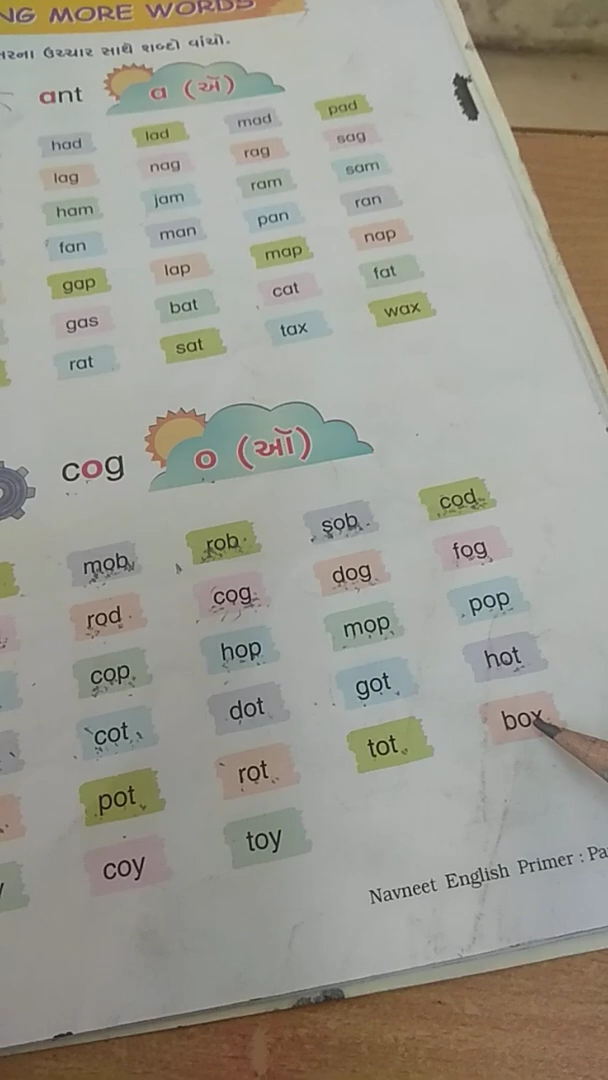 NG MORE WORDS
ઉચ્ચાર સાથે શબ્દો વાંચો.
ant a (ઍ)
had lad mad pad
lag nag rag sag
ham jam ram sam
fan man pan ran
gap lap map nap
gas bat cat fat
rat sat tax wax
cog o (ઑ)
mob rob sob cod
rod cog dog fog
cop hop mop pop
cot dot got hot
pot rot tot box
coy toy
Navneet English Primer : Pa